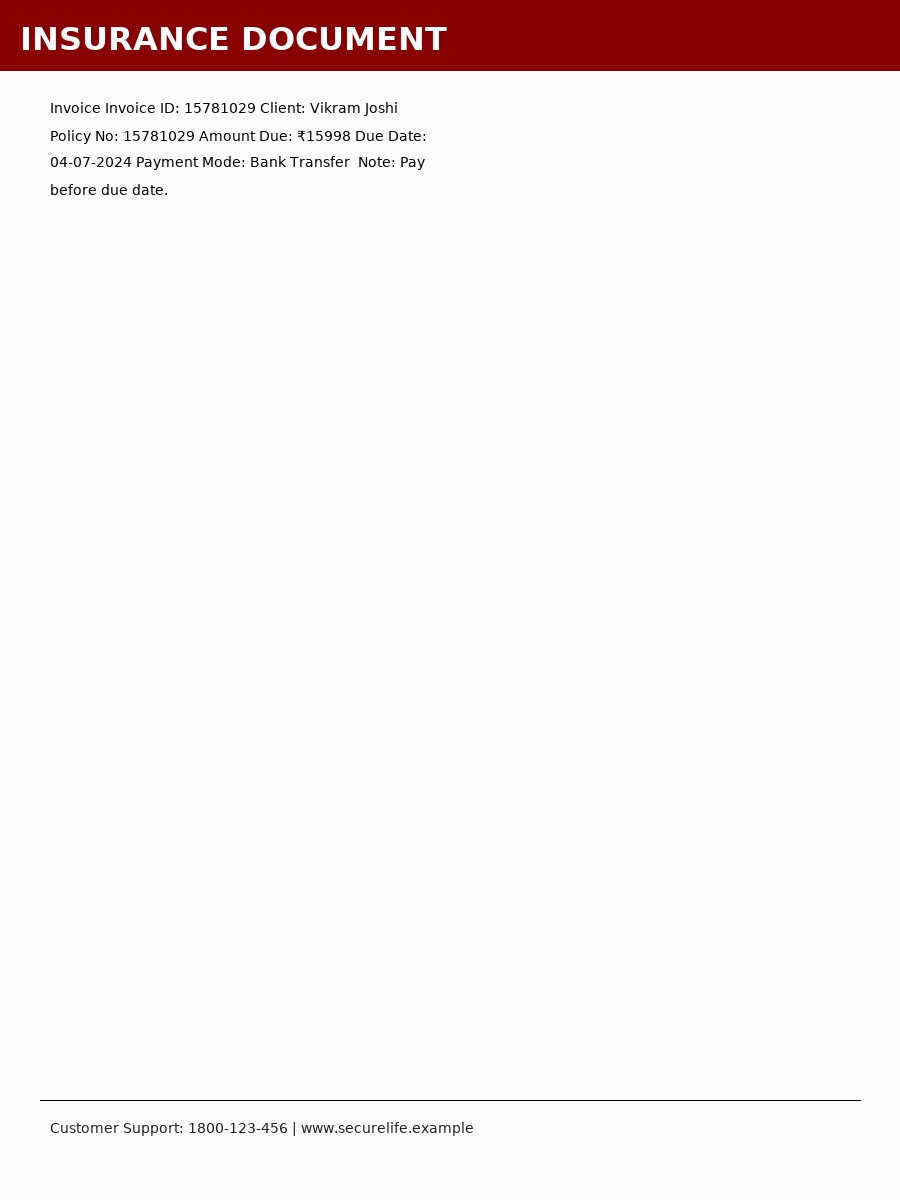 INSURANCE DOCUMENT
Invoice Invoice ID: 15781029 Client: Vikram Joshi
Policy No: 15781029 Amount Due: ₹15998 Due Date:
04-07-2024 Payment Mode: Bank Transfer  Note: Pay
before due date.
Customer Support: 1800-123-456 | www.securelife.example